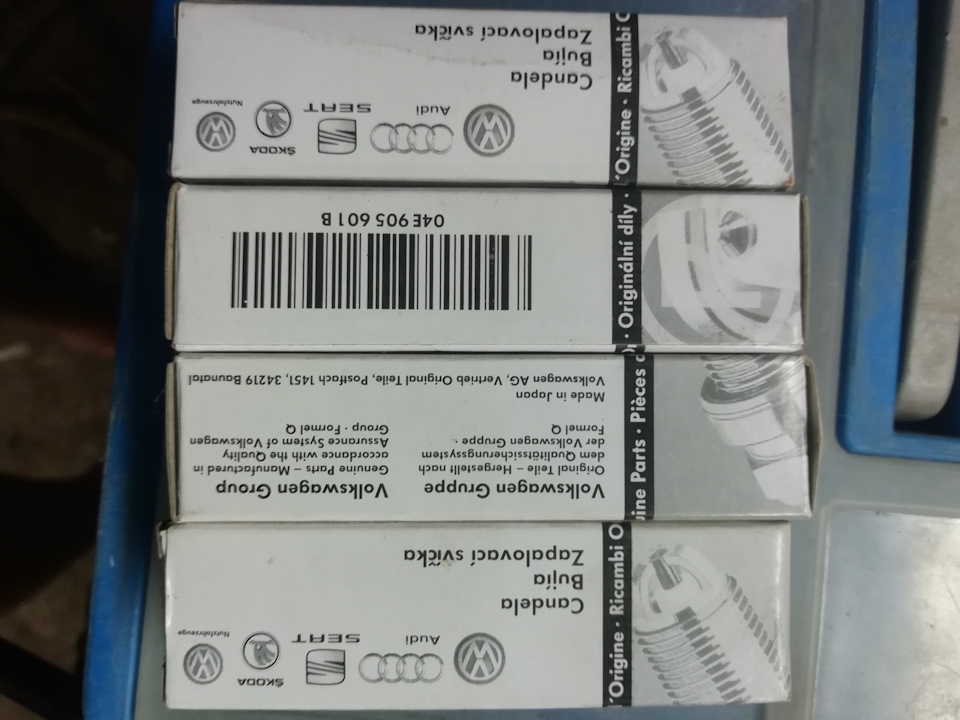 Candela
Bujía
Zapalovací svíčka
Audi
SEAT
ŠKODA
Nutzfahrzeuge
l'Origine · Ricambi O
Volkswagen Gruppe
Original Teile – Hergestellt nach
dem Qualitätssicherungssystem
der Volkswagen Gruppe ·
Formel Q
Volkswagen Group
Genuine Parts – Manufactured in
accordance with the Quality
Assurance System of Volkswagen
Group · Formel Q
Made in Japan
Volkswagen AG, Vertrieb Original Teile, Postfach 1451, 34219 Baunatal
Parts · Pièces
04E 905 601 B
· Originální díly ·
Candela
Bujía
Zapalovací svíčka
Audi
SEAT
ŠKODA
Nutzfahrzeuge
l'Origine · Ricambi